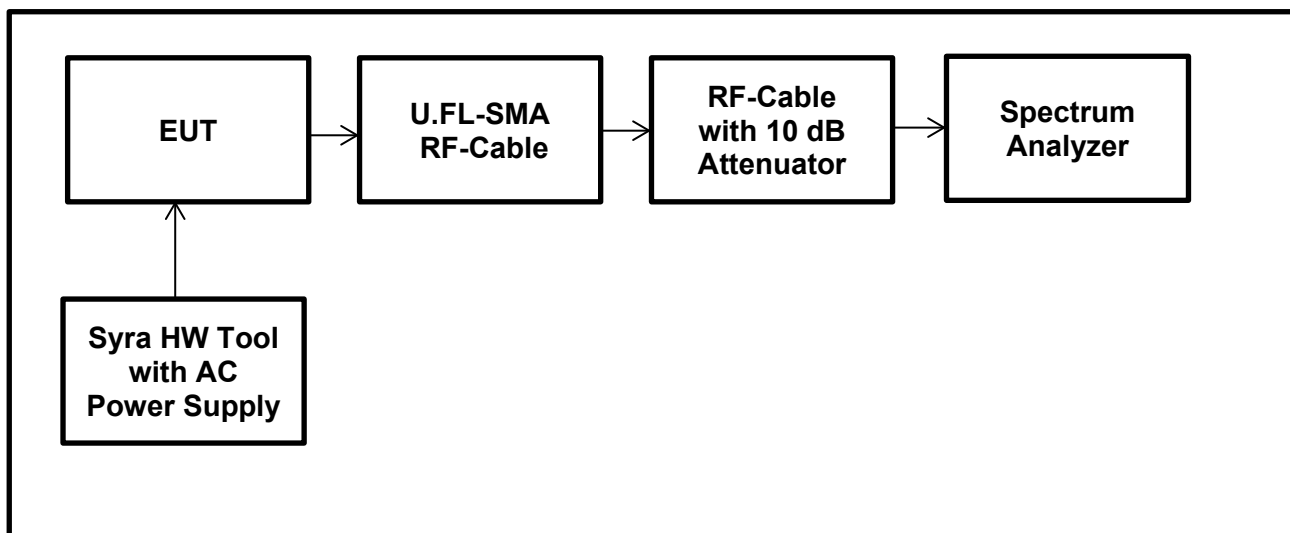 EUT
U.FL-SMA
RF-Cable
RF-Cable
with 10 dB
Attenuator
Spectrum
Analyzer
Syra HW Tool
with AC
Power Supply